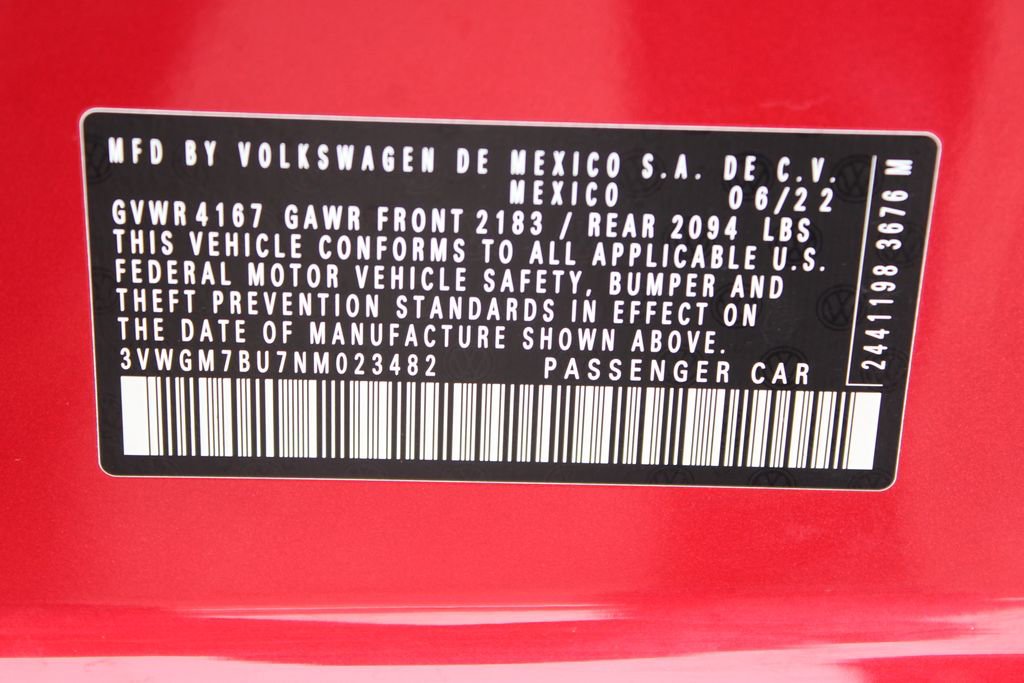 MFD BY VOLKSWAGEN DE MEXICO S.A. DE C.V.
MEXICO 06/22
GVWR 4167 GAWR FRONT 2183 / REAR 2094 LBS
THIS VEHICLE CONFORMS TO ALL APPLICABLE U.S.
FEDERAL MOTOR VEHICLE SAFETY, BUMPER AND
THEFT PREVENTION STANDARDS IN EFFECT ON
THE DATE OF MANUFACTURE SHOWN ABOVE.
3VWGM7BU7NM023482 PASSENGER CAR
2441198 3676 M